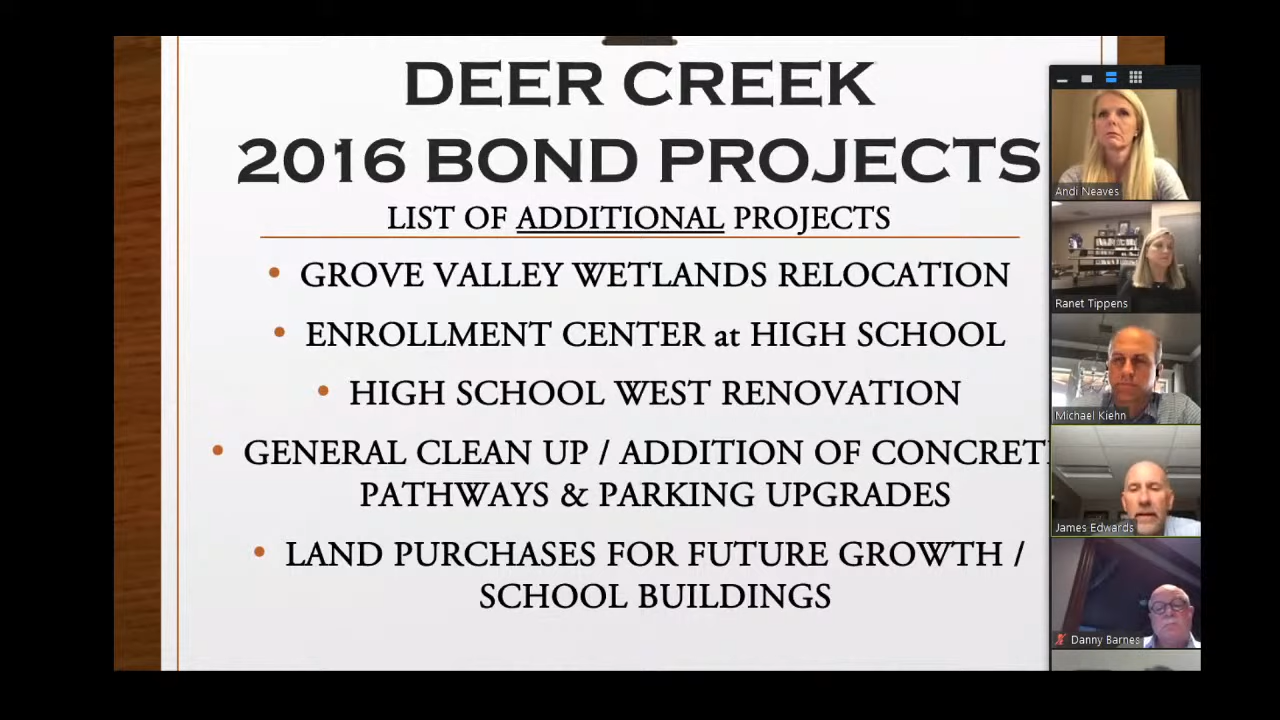 DEER CREEK
2016 BOND PROJECTS
LIST OF ADDITIONAL PROJECTS
• GROVE VALLEY WETLANDS RELOCATION
• ENROLLMENT CENTER at HIGH SCHOOL
• HIGH SCHOOL WEST RENOVATION
• GENERAL CLEAN UP / ADDITION OF CONCRET
PATHWAYS & PARKING UPGRADES
• LAND PURCHASES FOR FUTURE GROWTH /
SCHOOL BUILDINGS
Andi Neaves
Ranet Tippens
Michael Kiehn
James Edwards
Danny Barnes